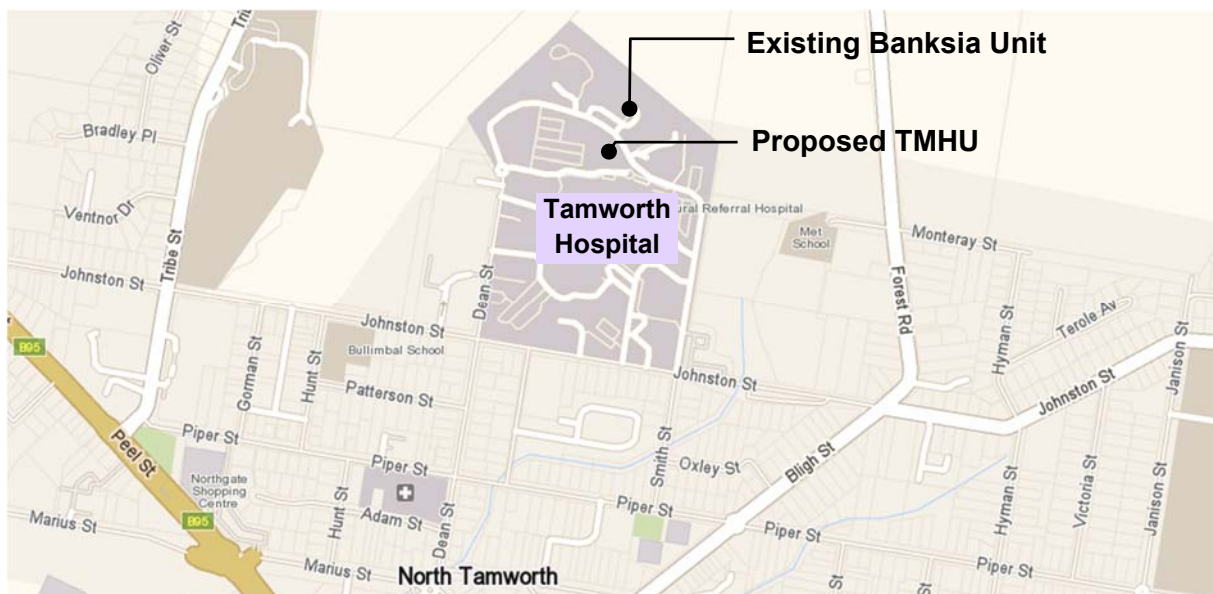 Existing Banksia Unit
Proposed TMHU
Tamworth
Hospital
ural Referral Hospital
Oliver St
Bradley Pl
Ventnor Dr
Tribe St
Johnston St
Dean St
Met
School
Monteray St
Forest Rd
Hyman St
Terole Av
Janison St
Johnston St
B95
Gorman St
Hunt St
Johnston St
Bullimbal School
Patterson St
Johnston St
Piper St
Peel St
Northgate
Shopping
Centre
Piper St
Smith St
Oxley St
Bligh St
Piper St
Piper St
Hyman St
Victoria St
Janison St
Marius St
B95
Hunt St
Adam St
Dean St
Marius St
North Tamworth
St
St
Piper St